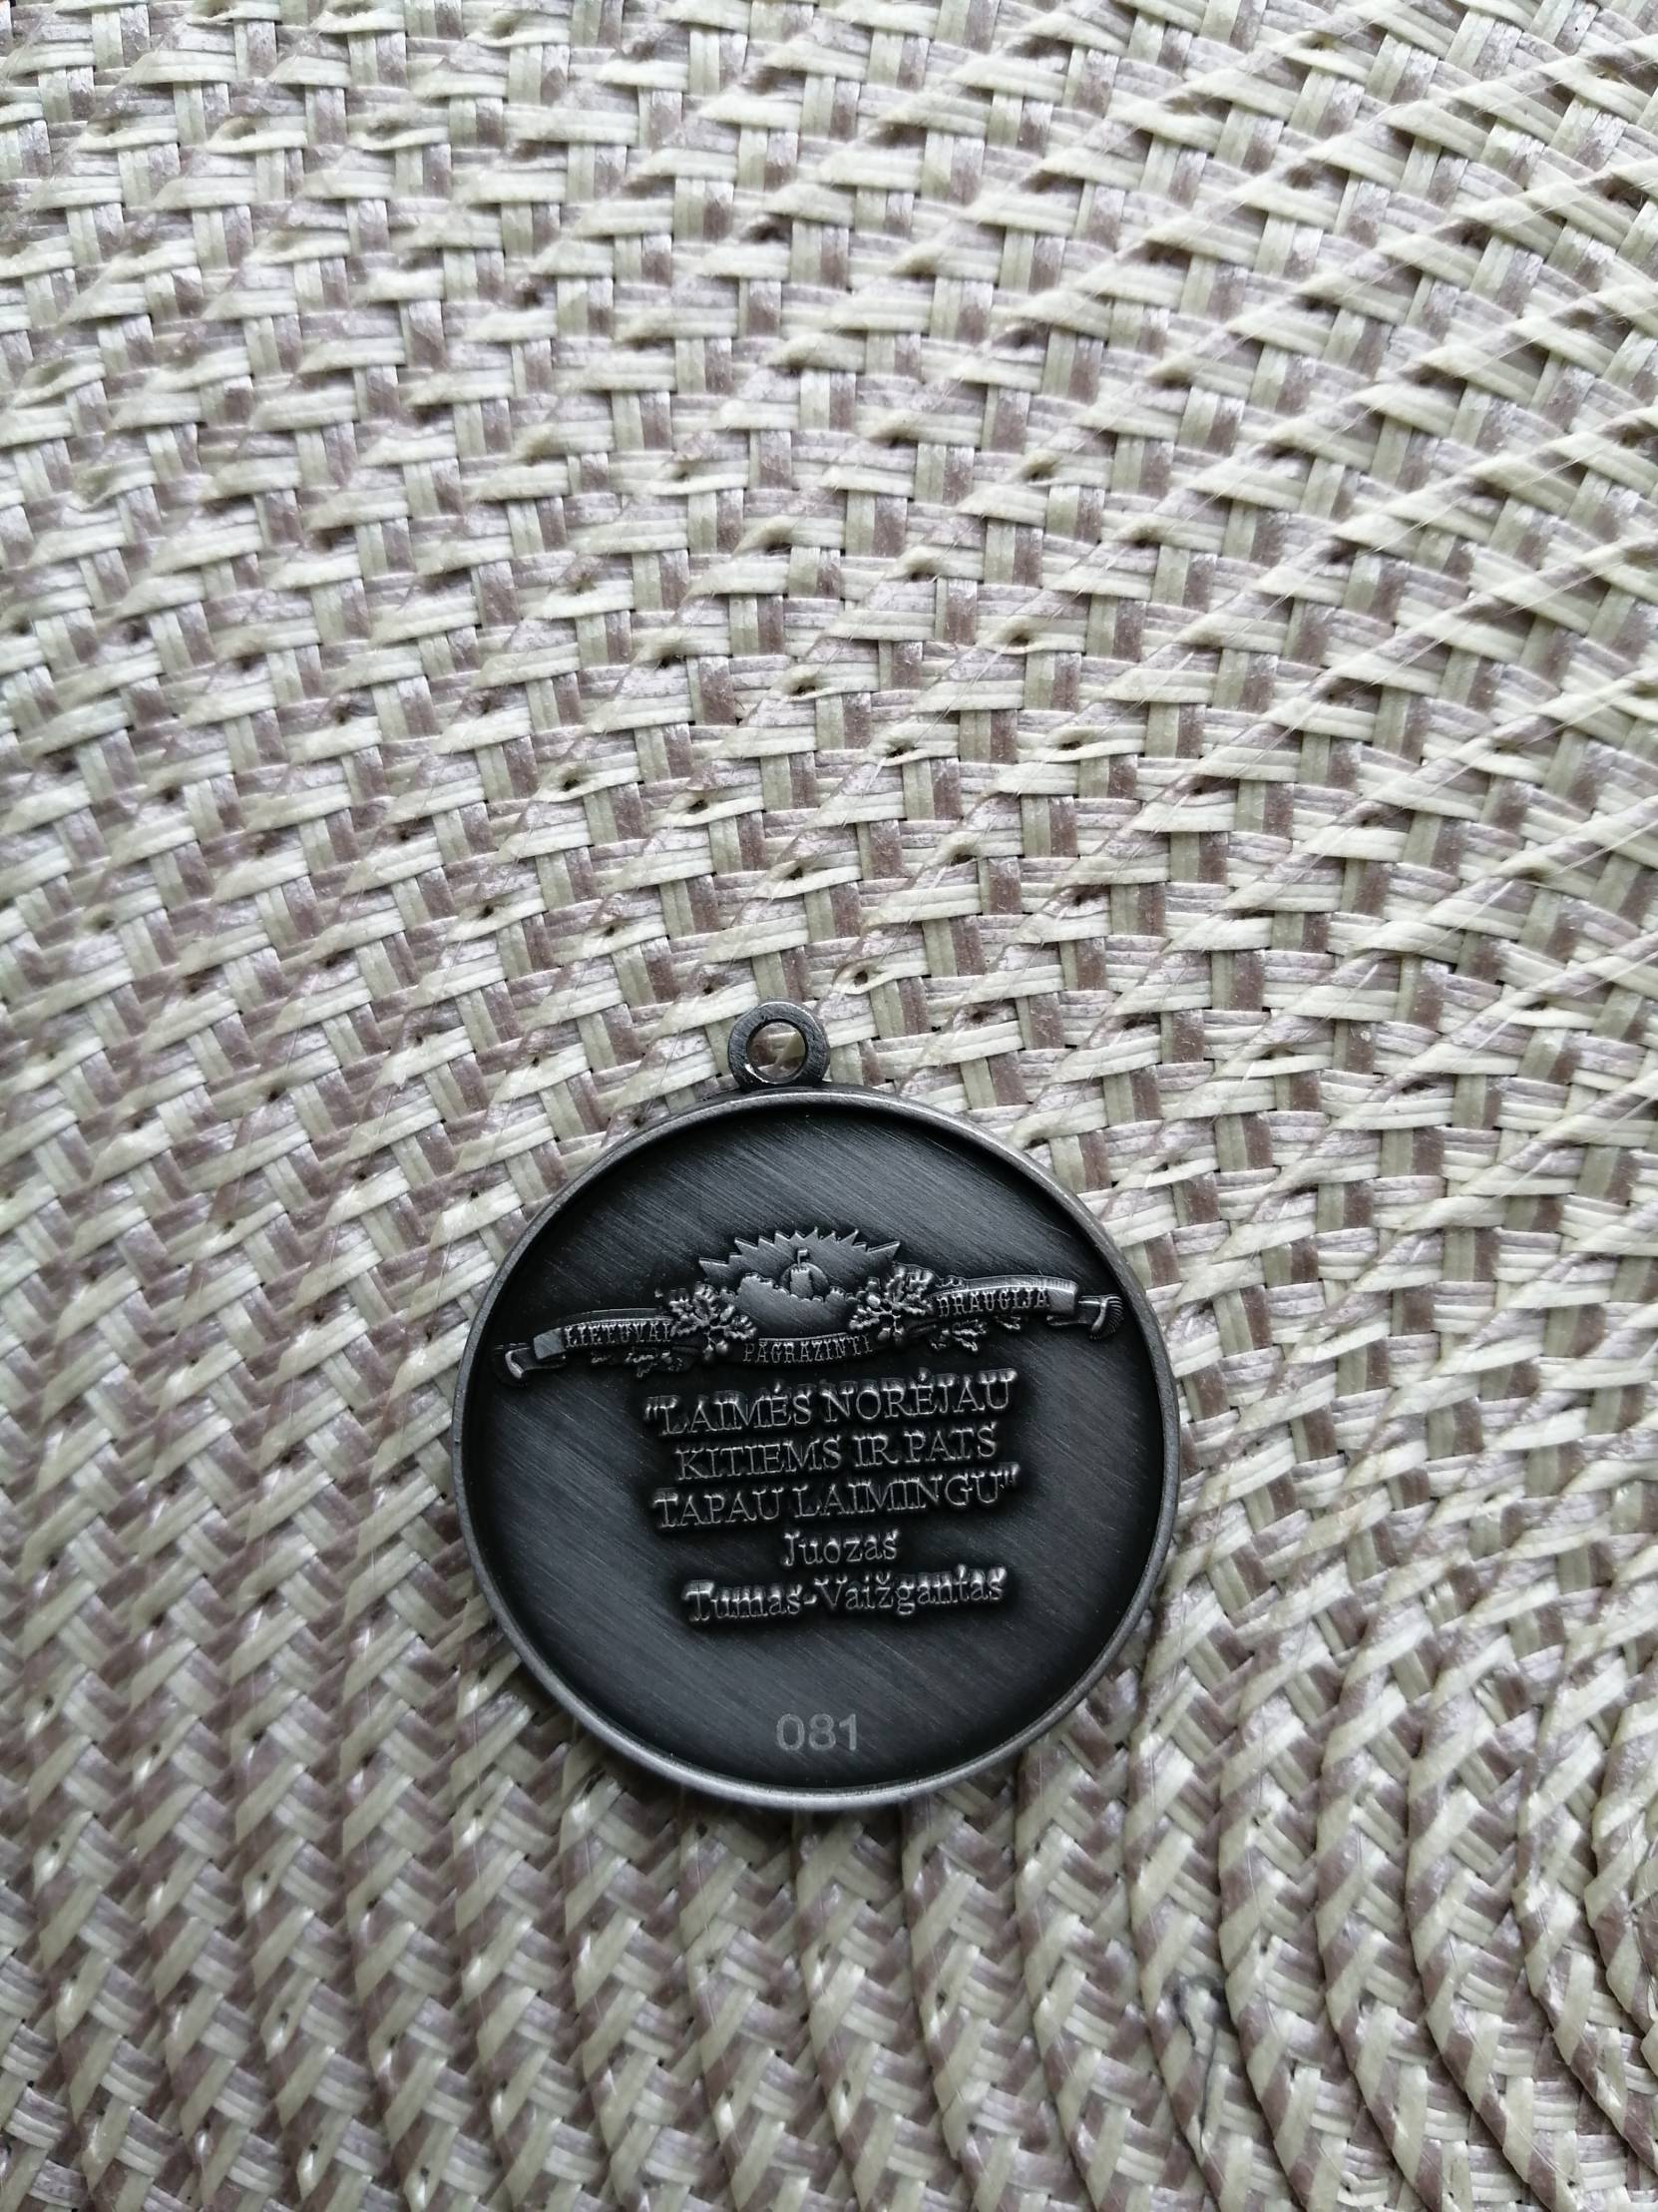 LIETUVAI PAGRAŽINTI DRAUGIJA
"LAIMĖS NORĖJAU
KITIEMS IR PATS
TAPAU LAIMINGU"
Juozas
Tumas-Vaižgantas
081